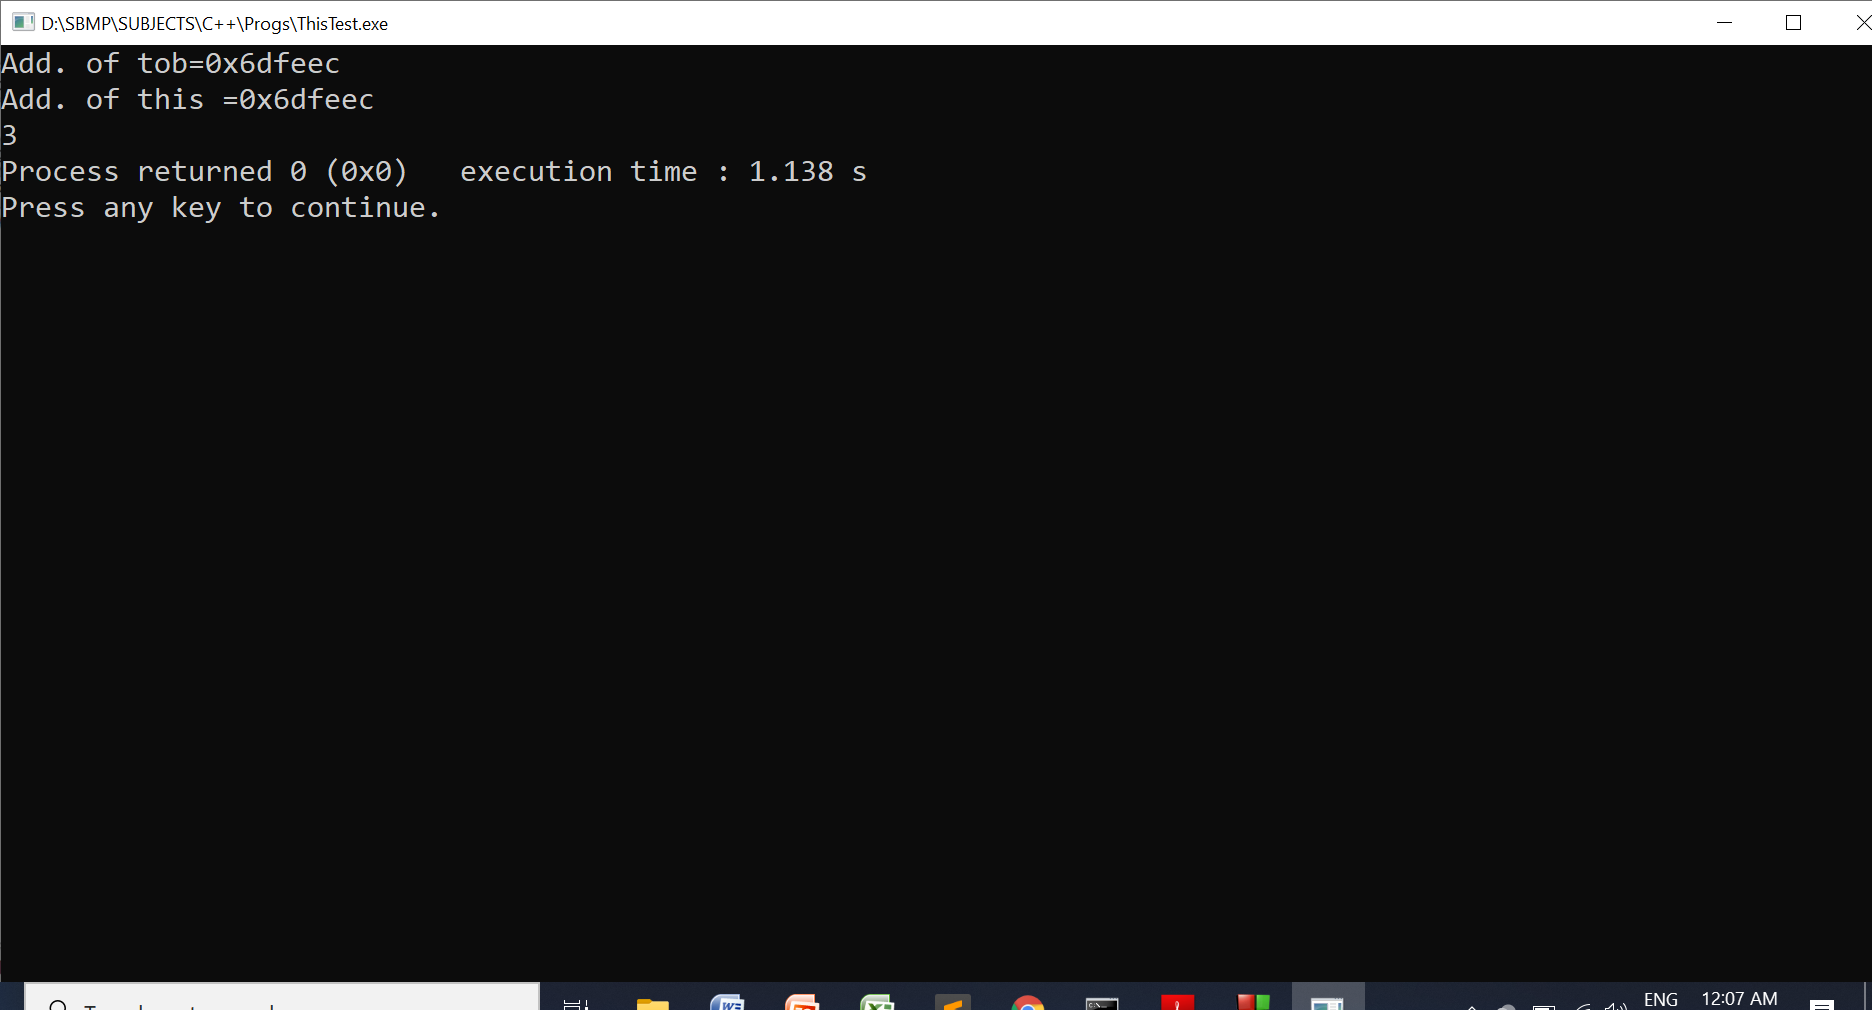 D:\SBMP\SUBJECTS\C++\Progs\ThisTest.exe
Add. of tob=0x6dfeec
Add. of this =0x6dfeec
3
Process returned 0 (0x0)   execution time : 1.138 s
Press any key to continue.
ENG
12:07 AM